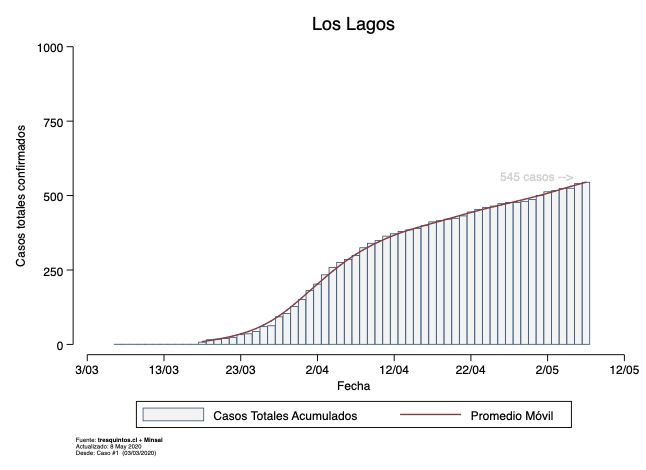 Los Lagos
1000
750
500
250
0
Casos totales confirmados
545 casos -->
3/03 13/03 23/03 2/04 12/04 22/04 2/05 12/05
Fecha
Casos Totales Acumulados Promedio Móvil
Fuente: tresquintos.cl + Minsal
Actualizado: 8 May 2020
Desde: Caso #1 (03/03/2020)